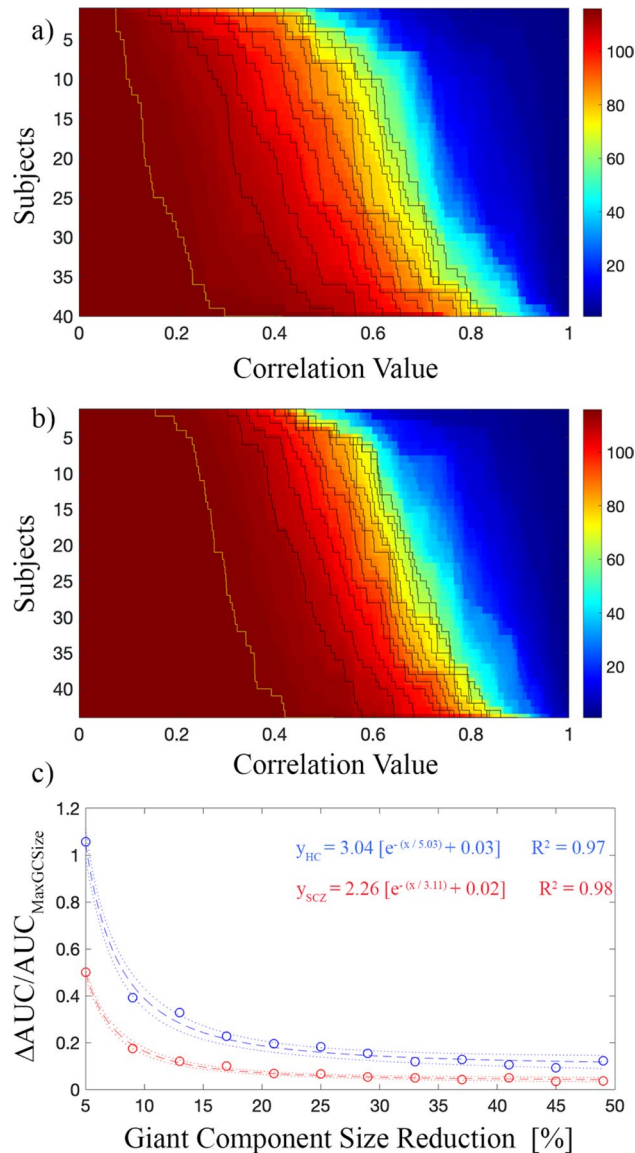 a)
5
10
15
20
25
30
35
40
Subjects
0 0.2 0.4 0.6 0.8 1
Correlation Value
100
80
60
40
20
b)
5
10
15
20
25
30
35
40
Subjects
0 0.2 0.4 0.6 0.8 1
Correlation Value
100
80
60
40
20
c)
1.2
1
0.8
0.6
0.4
0.2
0
ΔAUC/AUC_MaxGCSize
y_HC = 3.04 [e^-(x / 5.03) + 0.03] R² = 0.97
y_SCZ = 2.26 [e^-(x / 3.11) + 0.02] R² = 0.98
5 10 15 20 25 30 35 40 45 50
Giant Component Size Reduction [%]